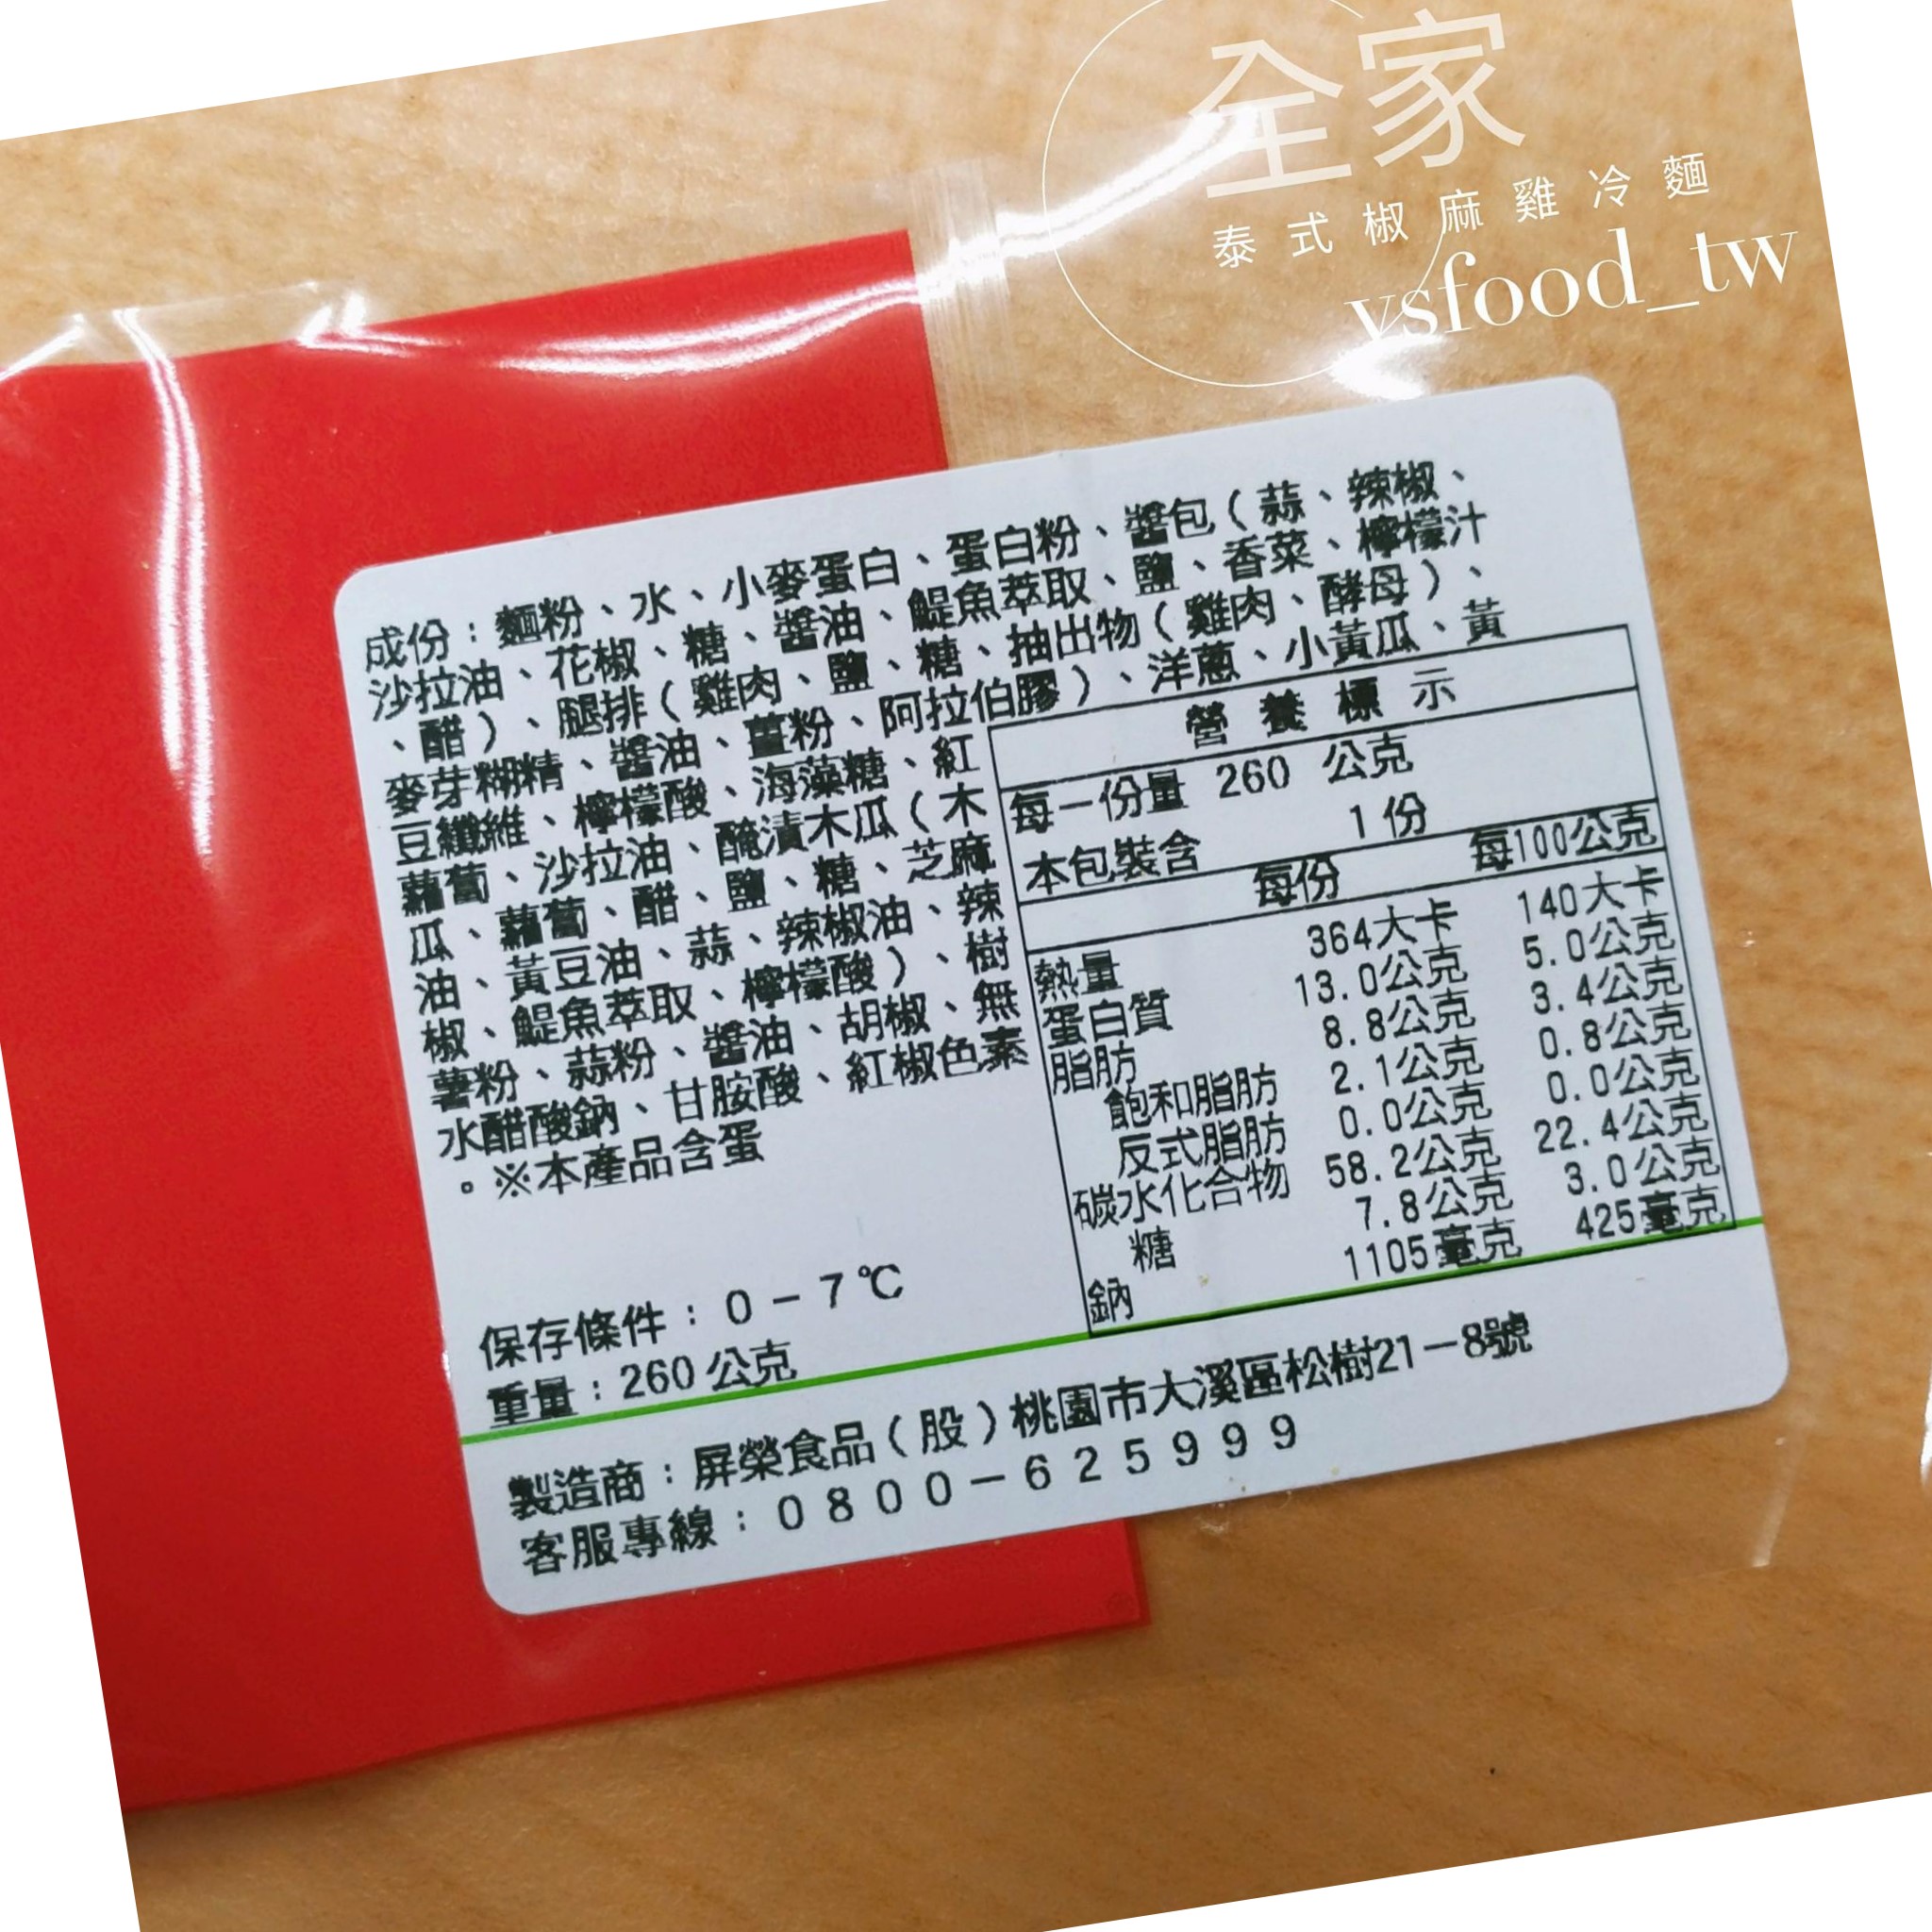 全家
泰式椒麻雞冷麵
ysfood_tw
成份：麵粉、水、小麥蛋白、蛋白粉、醬包（蒜、辣椒、
沙拉油、花椒、糖、醬油、鯷魚萃取、鹽、香菜、檸檬汁
、醋）、腿排（雞肉、鹽、糖、抽出物（雞肉、酵母）、
麥芽糊精、醬油、薑粉、阿拉伯膠）、洋蔥、小黃瓜、黃
豆纖維、檸檬酸、海藻糖、紅
蘿蔔、沙拉油、醃漬木瓜（木
瓜、蘿蔔、醋、鹽、糖、芝麻
油、黃豆油、蒜、辣椒油、辣
椒、鯷魚萃取、檸檬酸）、樹
薯粉、蒜粉、醬油、胡椒、無
水醋酸鈉、甘胺酸、紅椒色素
。※本產品含蛋
營養標示
每一份量 260 公克
本包裝含 1 份
每份 每100公克
熱量 364大卡 140大卡
蛋白質 13.0公克 5.0公克
脂肪 8.8公克 3.4公克
飽和脂肪 2.1公克 0.8公克
反式脂肪 0.0公克 0.0公克
碳水化合物 58.2公克 22.4公克
糖 7.8公克 3.0公克
鈉 1105毫克 425毫克
保存條件：0-7℃
重量：260公克
製造商：屏榮食品（股）桃園市大溪區松樹21-8號
客服專線：0800-625999